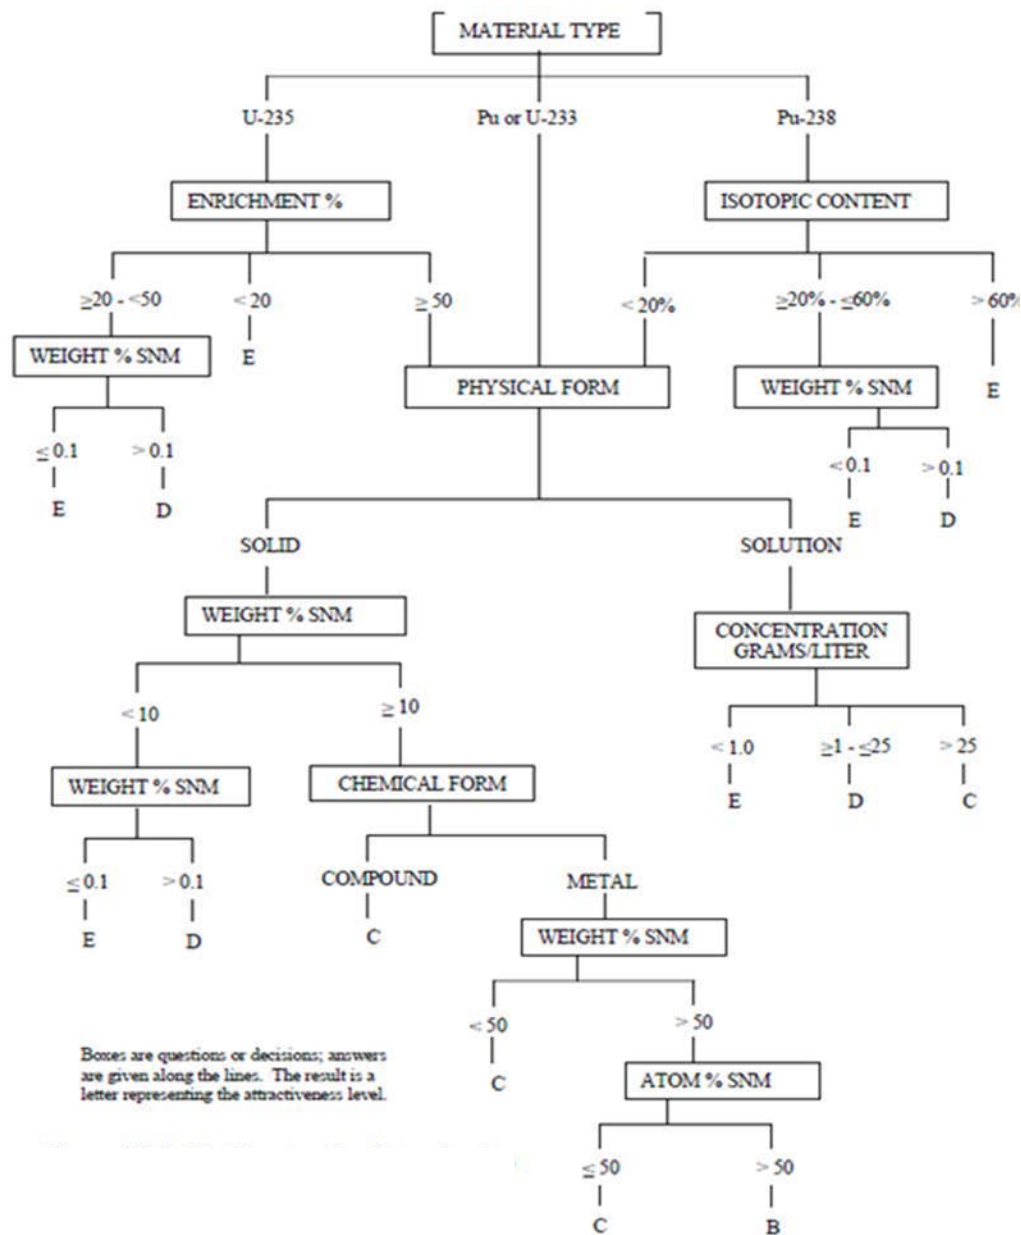 MATERIAL TYPE
U-235
Pu or U-233
Pu-238
ENRICHMENT %
ISOTOPIC CONTENT
≥20 - <50
< 20
≥ 50
< 20%
≥20% - ≤60%
> 60%
WEIGHT % SNM
E
PHYSICAL FORM
WEIGHT % SNM
E
≤ 0.1
> 0.1
< 0.1
> 0.1
E
D
E
D
SOLID
SOLUTION
WEIGHT % SNM
CONCENTRATION
GRAMS/LITER
< 10
≥ 10
< 1.0
≥1 - ≤25
> 25
WEIGHT % SNM
CHEMICAL FORM
E
D
C
≤ 0.1
> 0.1
COMPOUND
METAL
E
D
C
WEIGHT % SNM
< 50
> 50
Boxes are questions or decisions; answers
are given along the lines. The result is a
letter representing the attractiveness level.
C
ATOM % SNM
≤ 50
> 50
C
B